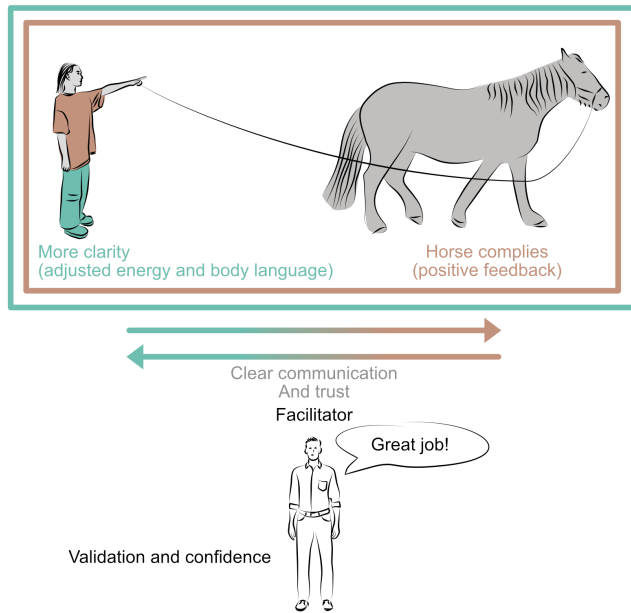 More clarity
(adjusted energy and body language)
Horse complies
(positive feedback)
Clear communication
And trust
Facilitator
Great job!
Validation and confidence